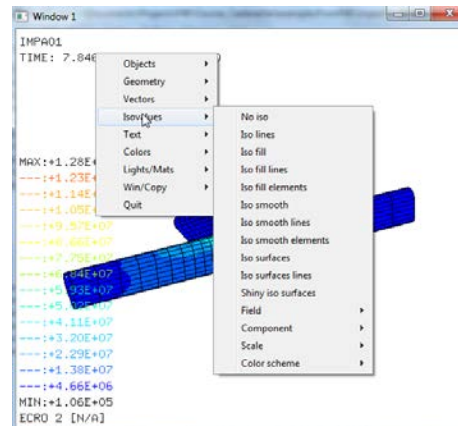 Window 1
IMPA01
TIME: 7.846
Objects
Geometry
Vectors
Isovalues
Text
Colors
Lights/Mats
Win/Copy
Quit
No iso
Iso lines
Iso fill
Iso fill lines
Iso fill elements
Iso smooth
Iso smooth lines
Iso smooth elements
Iso surfaces
Iso surfaces lines
Shiny iso surfaces
Field
Component
Scale
Color scheme
MAX:+1.28E+
---:+1.23E+
---:+1.14E+
---:+1.05E+
---:+9.57E+07
---:+8.66E+07
---:+7.75E+07
---:+6.84E+07
---:+5.93E+07
---:+5.02E+07
---:+4.11E+07
---:+3.20E+07
---:+2.29E+07
---:+1.38E+07
---:+4.66E+06
MIN:+1.06E+05
ECRO 2 [N/A]